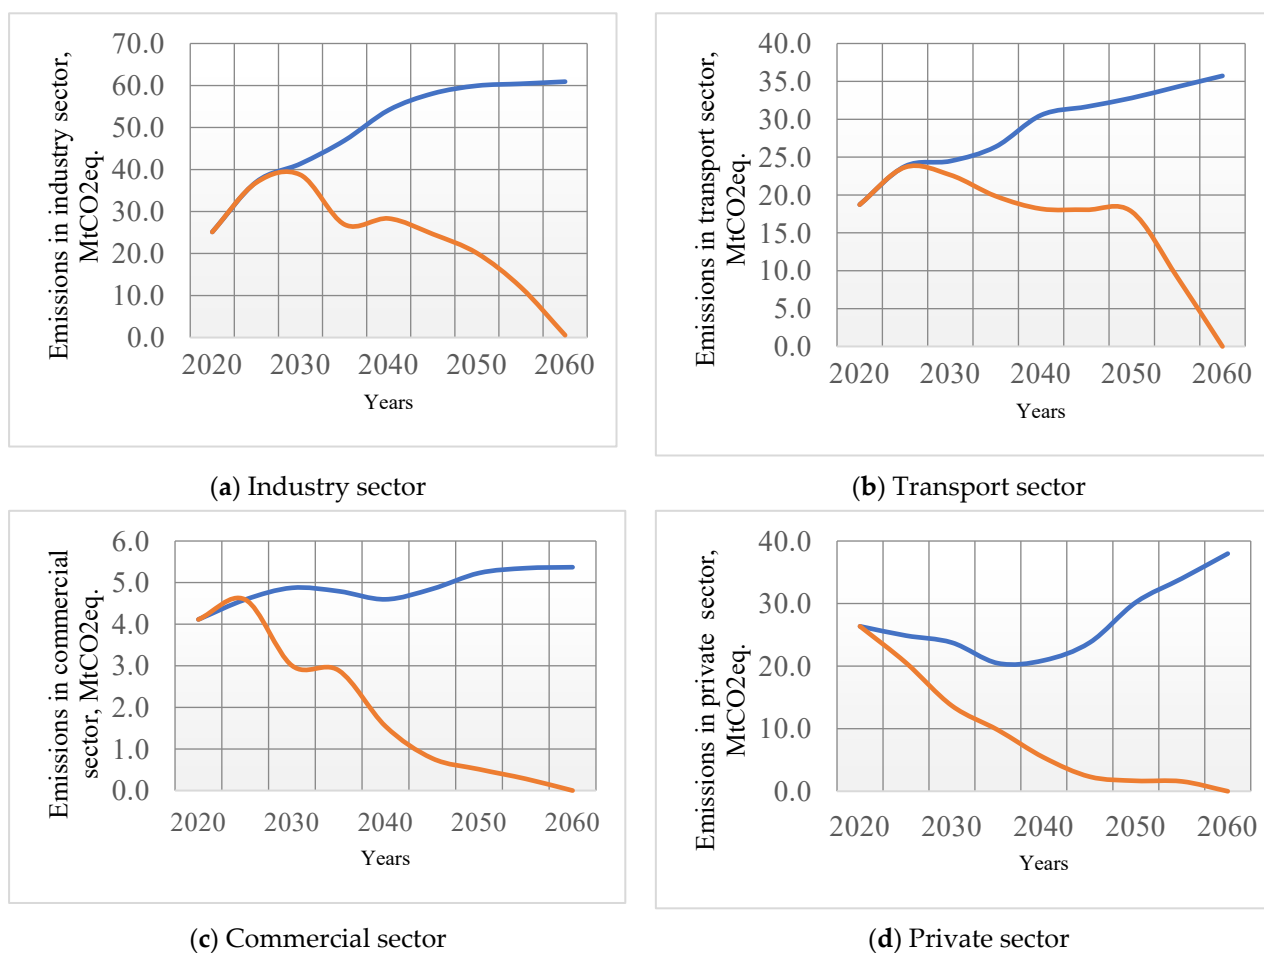 Emissions in industry sector,
MtCO2eq.
70.0
60.0
50.0
40.0
30.0
20.0
10.0
0.0
2020 2030 2040 2050 2060
Years
(a) Industry sector
Emissions in transport sector,
MtCO2eq.
40.0
35.0
30.0
25.0
20.0
15.0
10.0
5.0
0.0
2020 2030 2040 2050 2060
Years
(b) Transport sector
Emissions in commercial
sector, MtCO2eq.
6.0
5.0
4.0
3.0
2.0
1.0
0.0
2020 2030 2040 2050 2060
Years
(c) Commercial sector
Emissions in private sector,
MtCO2eq.
40.0
30.0
20.0
10.0
0.0
2020 2030 2040 2050 2060
Years
(d) Private sector